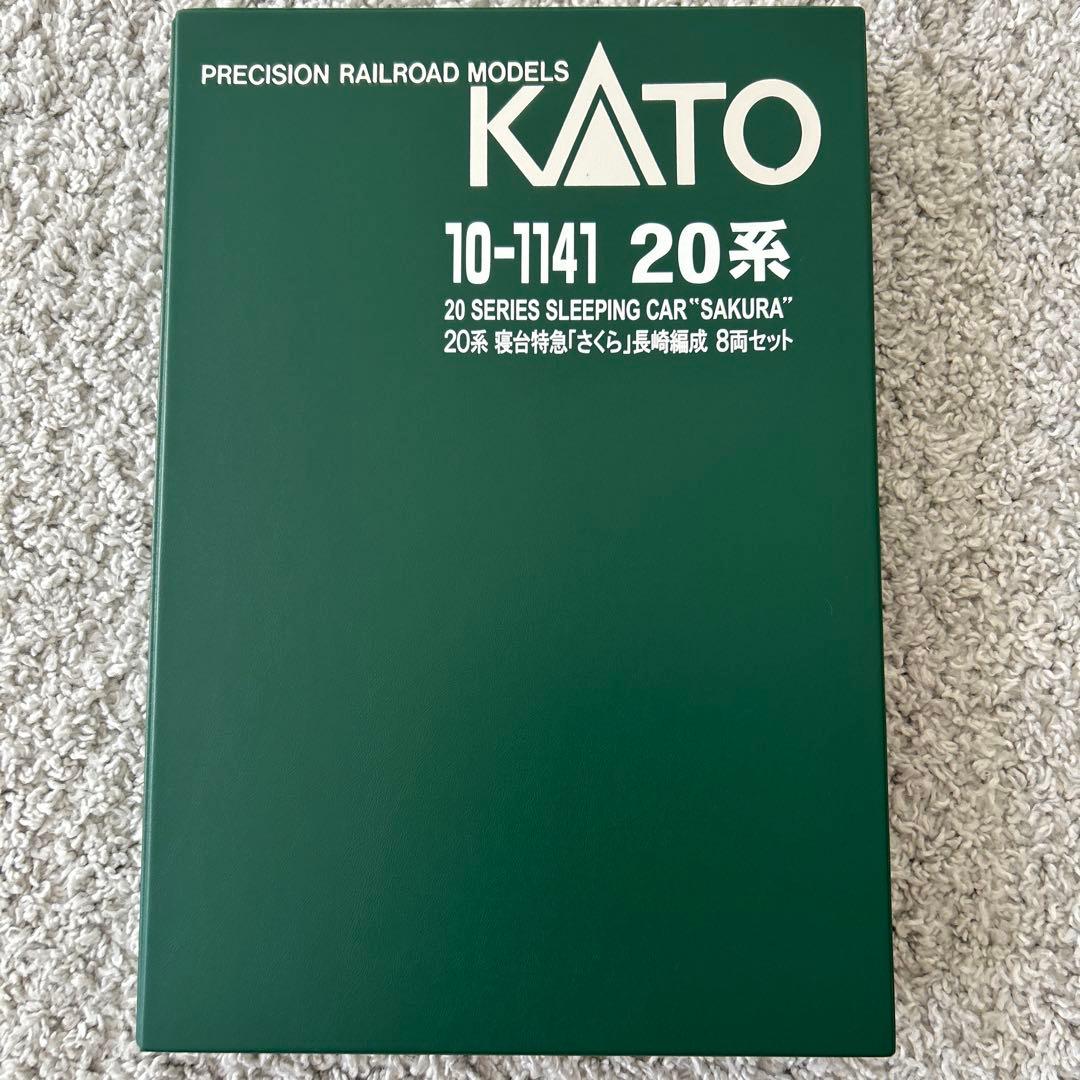 PRECISION RAILROAD MODELS
KATO
10-1141 20系
20 SERIES SLEEPING CAR "SAKURA"
20系 寝台特急「さくら」長崎編成 8両セット